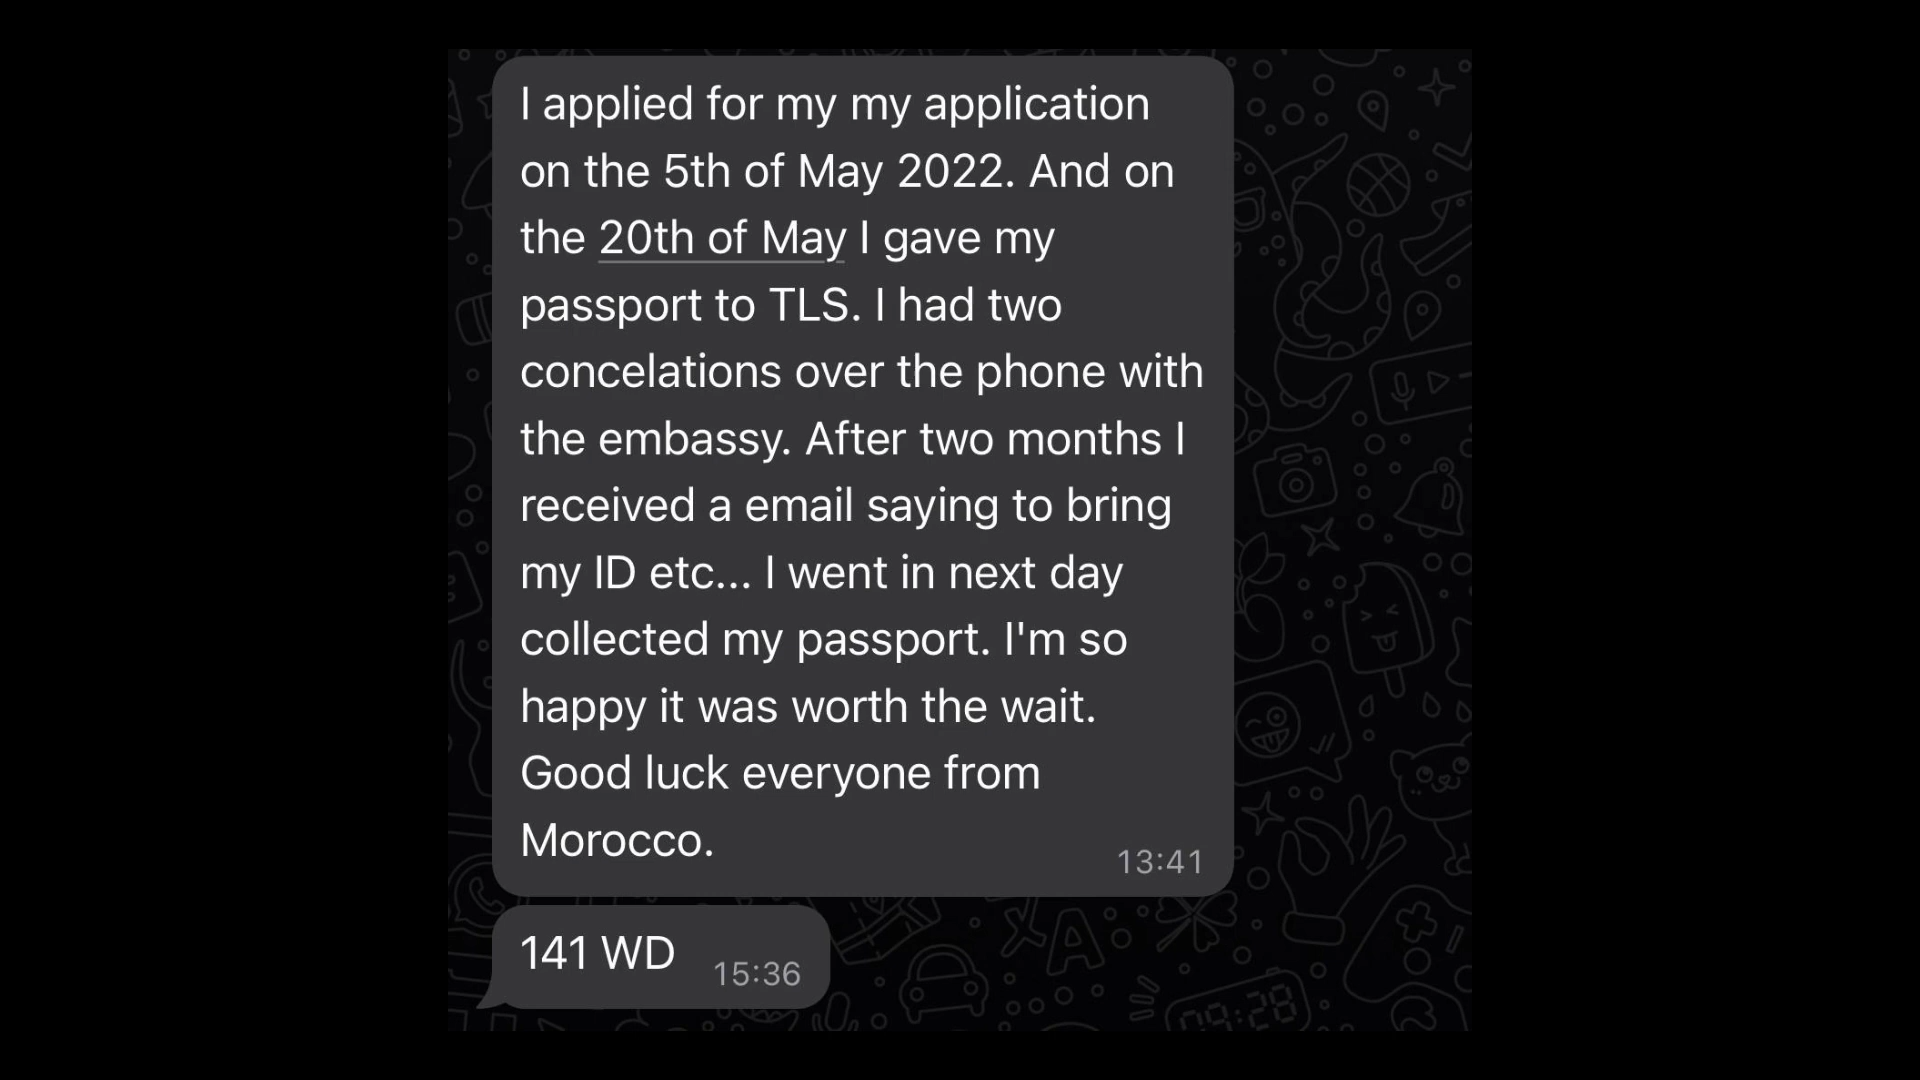 I applied for my my application
on the 5th of May 2022. And on
the 20th of May I gave my
passport to TLS. I had two
concelations over the phone with
the embassy. After two months I
received a email saying to bring
my ID etc... I went in next day
collected my passport. I'm so
happy it was worth the wait.
Good luck everyone from
Morocco.
13:41
141 WD
15:36
09:28